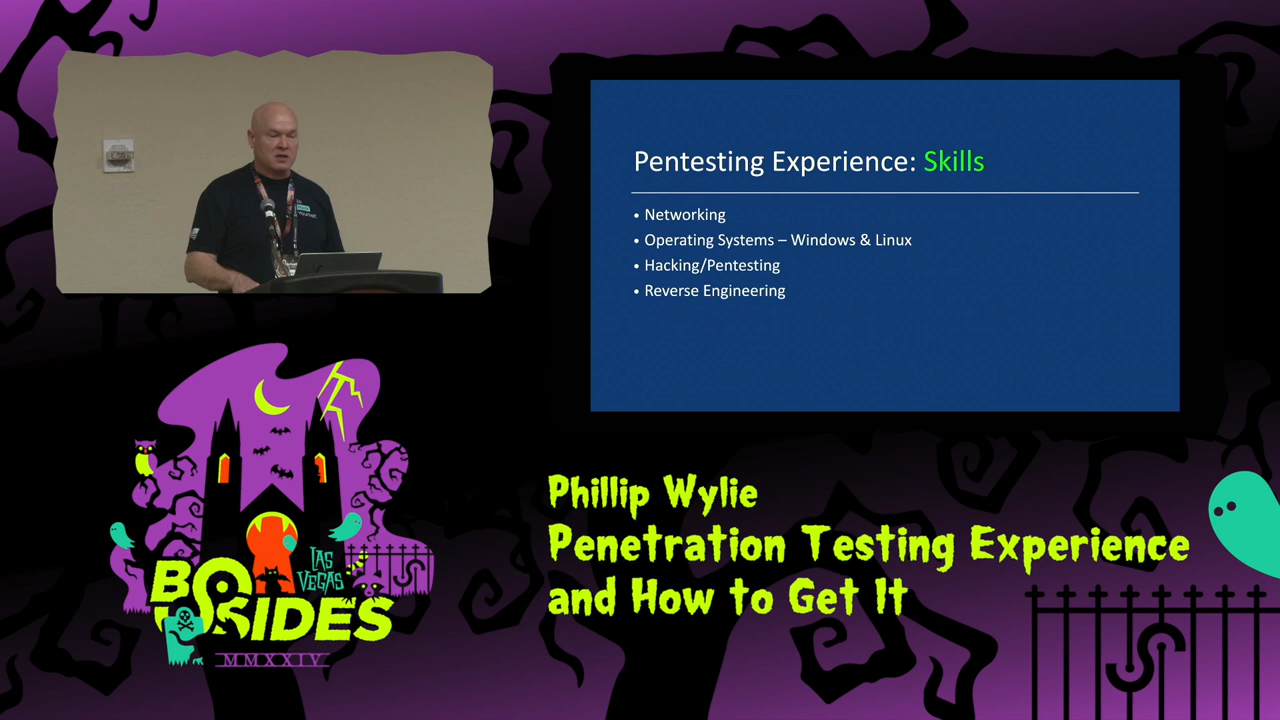 Pentesting Experience: Skills
• Networking
• Operating Systems – Windows & Linux
• Hacking/Pentesting
• Reverse Engineering
Phillip Wylie
Penetration Testing Experience
and How to Get It
LAS
VEGAS
BSIDES
MMXXIV